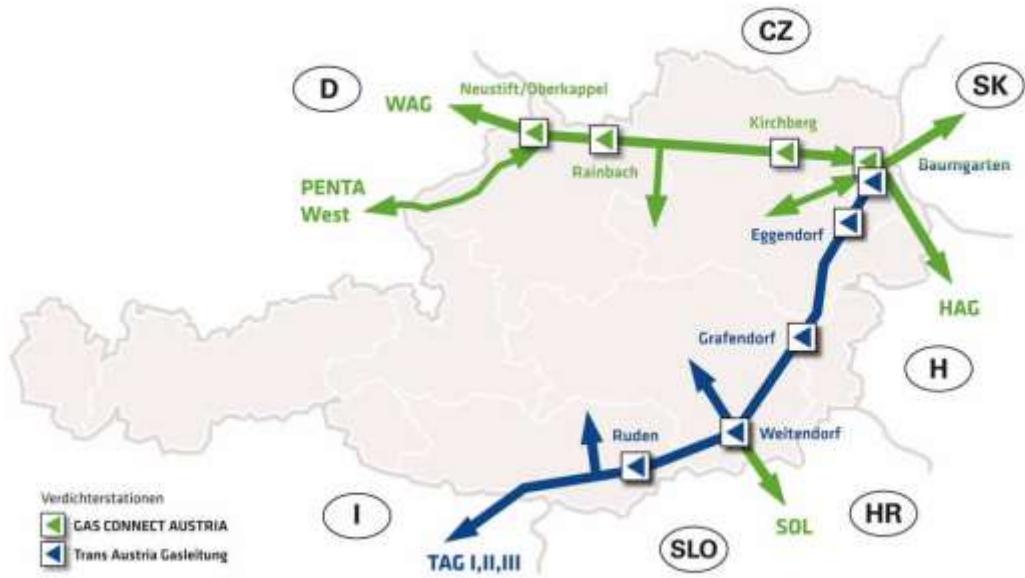 CZ
D
SK
Neustift/Oberkappel
WAG
Kirchberg
Rainbach
Baumgarten
PENTA
West
Eggendorf
HAG
Grafendorf
H
Ruden
Weitendorf
Verdichterstationen
GAS CONNECT AUSTRIA
Trans Austria Gasleitung
I
TAG I,II,III
SLO
SOL
HR